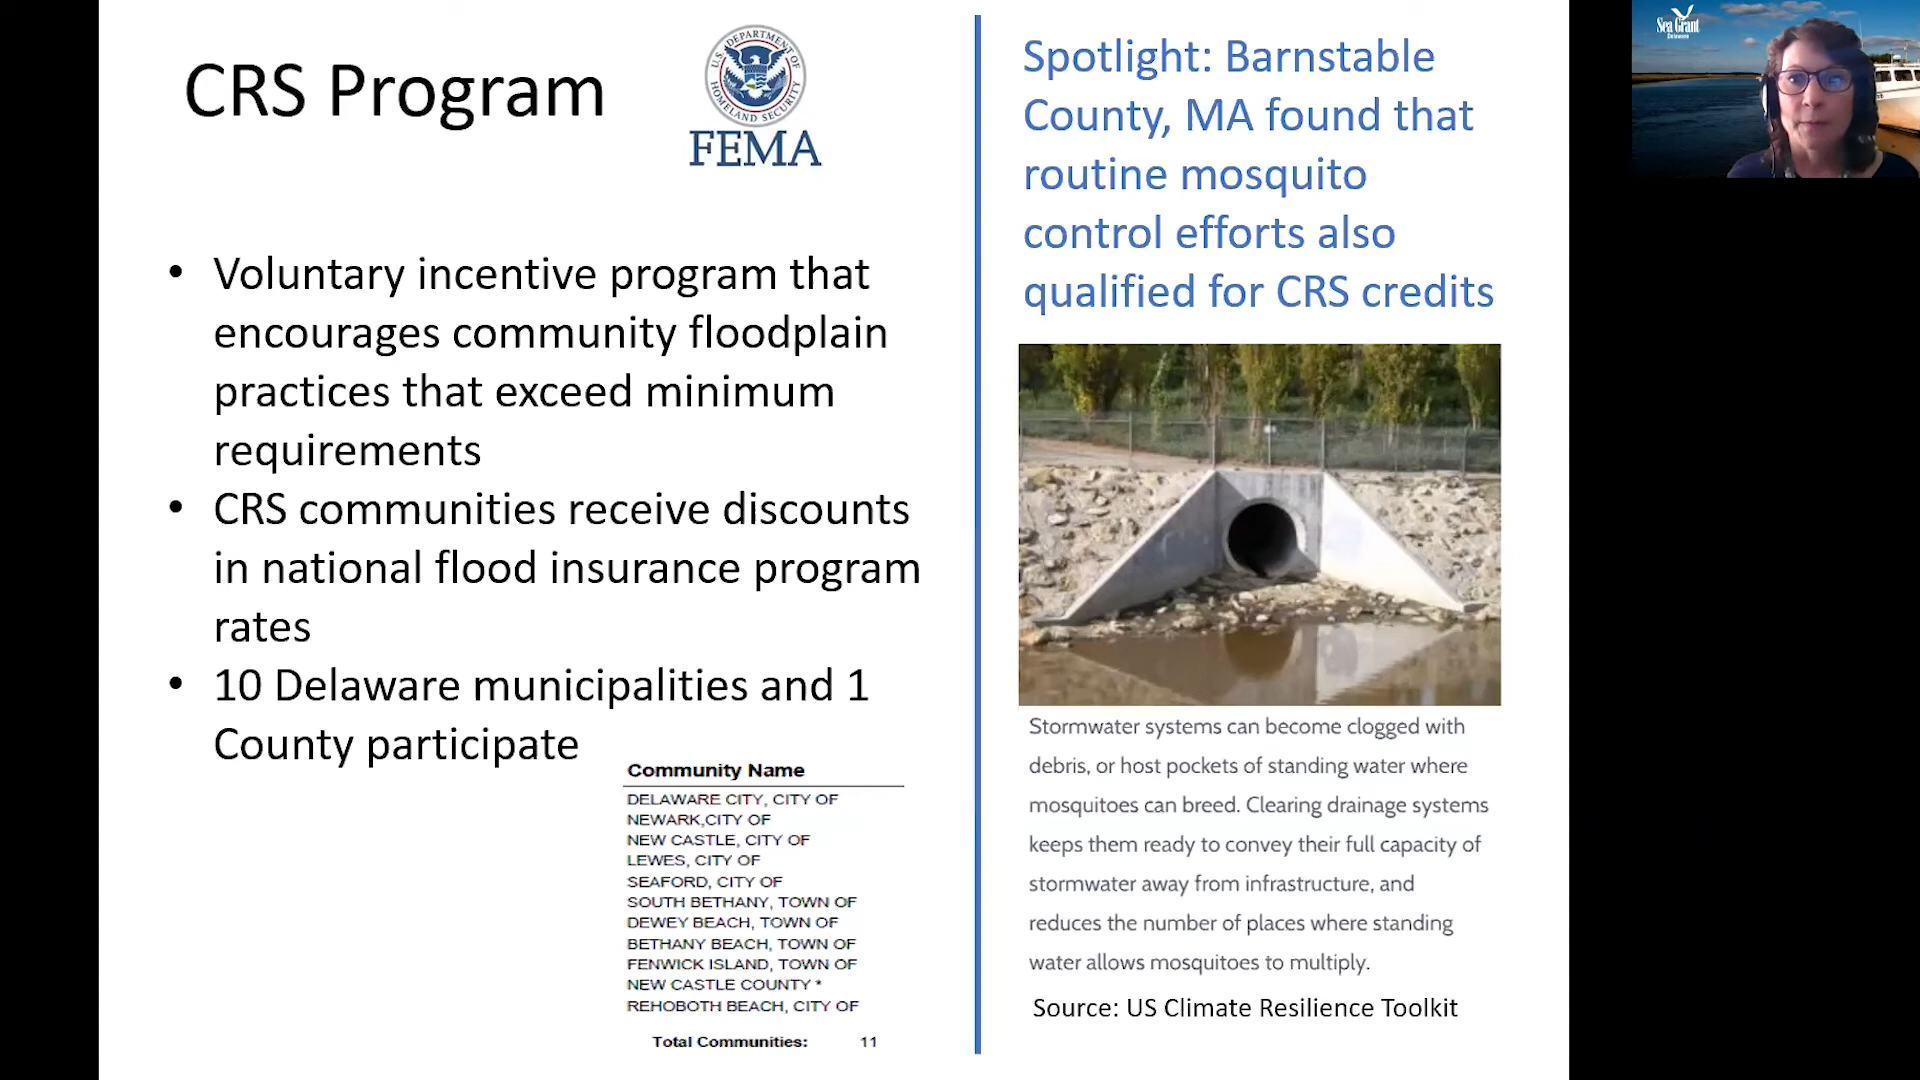 CRS Program
U.S. DEPARTMENT OF
HOMELAND SECURITY
FEMA
• Voluntary incentive program that
encourages community floodplain
practices that exceed minimum
requirements
• CRS communities receive discounts
in national flood insurance program
rates
• 10 Delaware municipalities and 1
County participate
Community Name
DELAWARE CITY, CITY OF
NEWARK,CITY OF
NEW CASTLE, CITY OF
LEWES, CITY OF
SEAFORD, CITY OF
SOUTH BETHANY, TOWN OF
DEWEY BEACH, TOWN OF
BETHANY BEACH, TOWN OF
FENWICK ISLAND, TOWN OF
NEW CASTLE COUNTY *
REHOBOTH BEACH, CITY OF
Total Communities: 11
Spotlight: Barnstable
County, MA found that
routine mosquito
control efforts also
qualified for CRS credits
Stormwater systems can become clogged with
debris, or host pockets of standing water where
mosquitoes can breed. Clearing drainage systems
keeps them ready to convey their full capacity of
stormwater away from infrastructure, and
reduces the number of places where standing
water allows mosquitoes to multiply.
Source: US Climate Resilience Toolkit
Sea Grant
Delaware